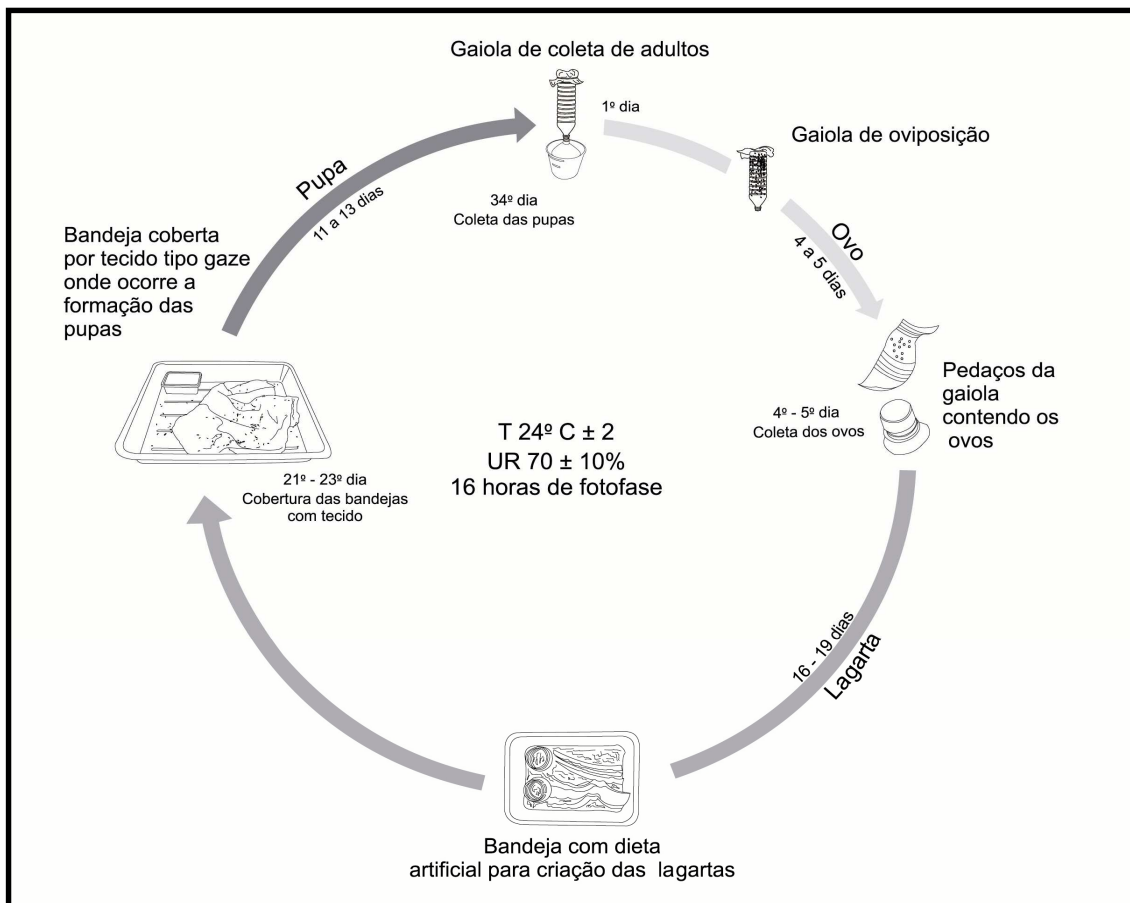 Gaiola de coleta de adultos
1º dia
Gaiola de oviposição
Ovo
4 a 5 dias
Pedaços da
gaiola
contendo os
ovos
4º - 5º dia
Coleta dos ovos
16 - 19 dias
Lagarta
Bandeja com dieta
artificial para criação das lagartas
21º - 23º dia
Cobertura das bandejas
com tecido
Bandeja coberta
por tecido tipo gaze
onde ocorre a
formação das
pupas
Pupa
11 a 13 dias
34º dia
Coleta das pupas
T 24º C ± 2
UR 70 ± 10%
16 horas de fotofase